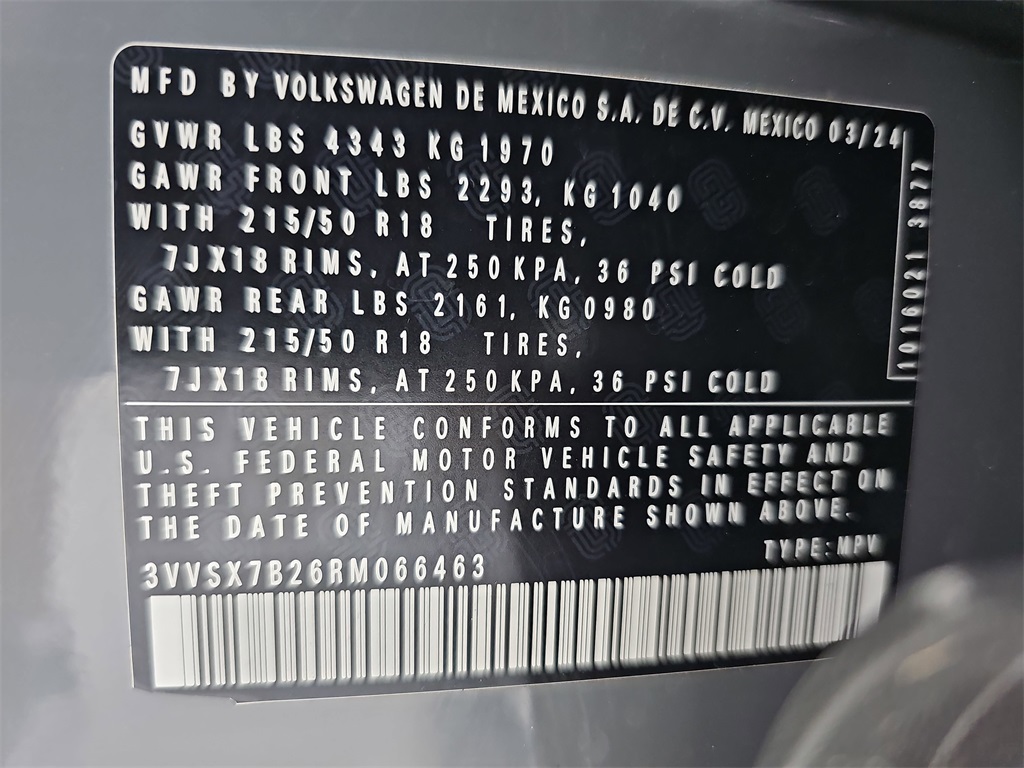 MFD BY VOLKSWAGEN DE MEXICO S.A. DE C.V. MEXICO 03/24
GVWR LBS 4343 KG 1970
GAWR FRONT LBS 2293, KG 1040
WITH 215/50 R18 TIRES,
7JX18 RIMS, AT 250 KPA, 36 PSI COLD
GAWR REAR LBS 2161, KG 0980
WITH 215/50 R18 TIRES,
7JX18 RIMS, AT 250 KPA, 36 PSI COLD
1016021 3877
THIS VEHICLE CONFORMS TO ALL APPLICABLE
U.S. FEDERAL MOTOR VEHICLE SAFETY AND
THEFT PREVENTION STANDARDS IN EFFECT ON
THE DATE OF MANUFACTURE SHOWN ABOVE.
TYPE: MPV
3VVSX7B26RM066463